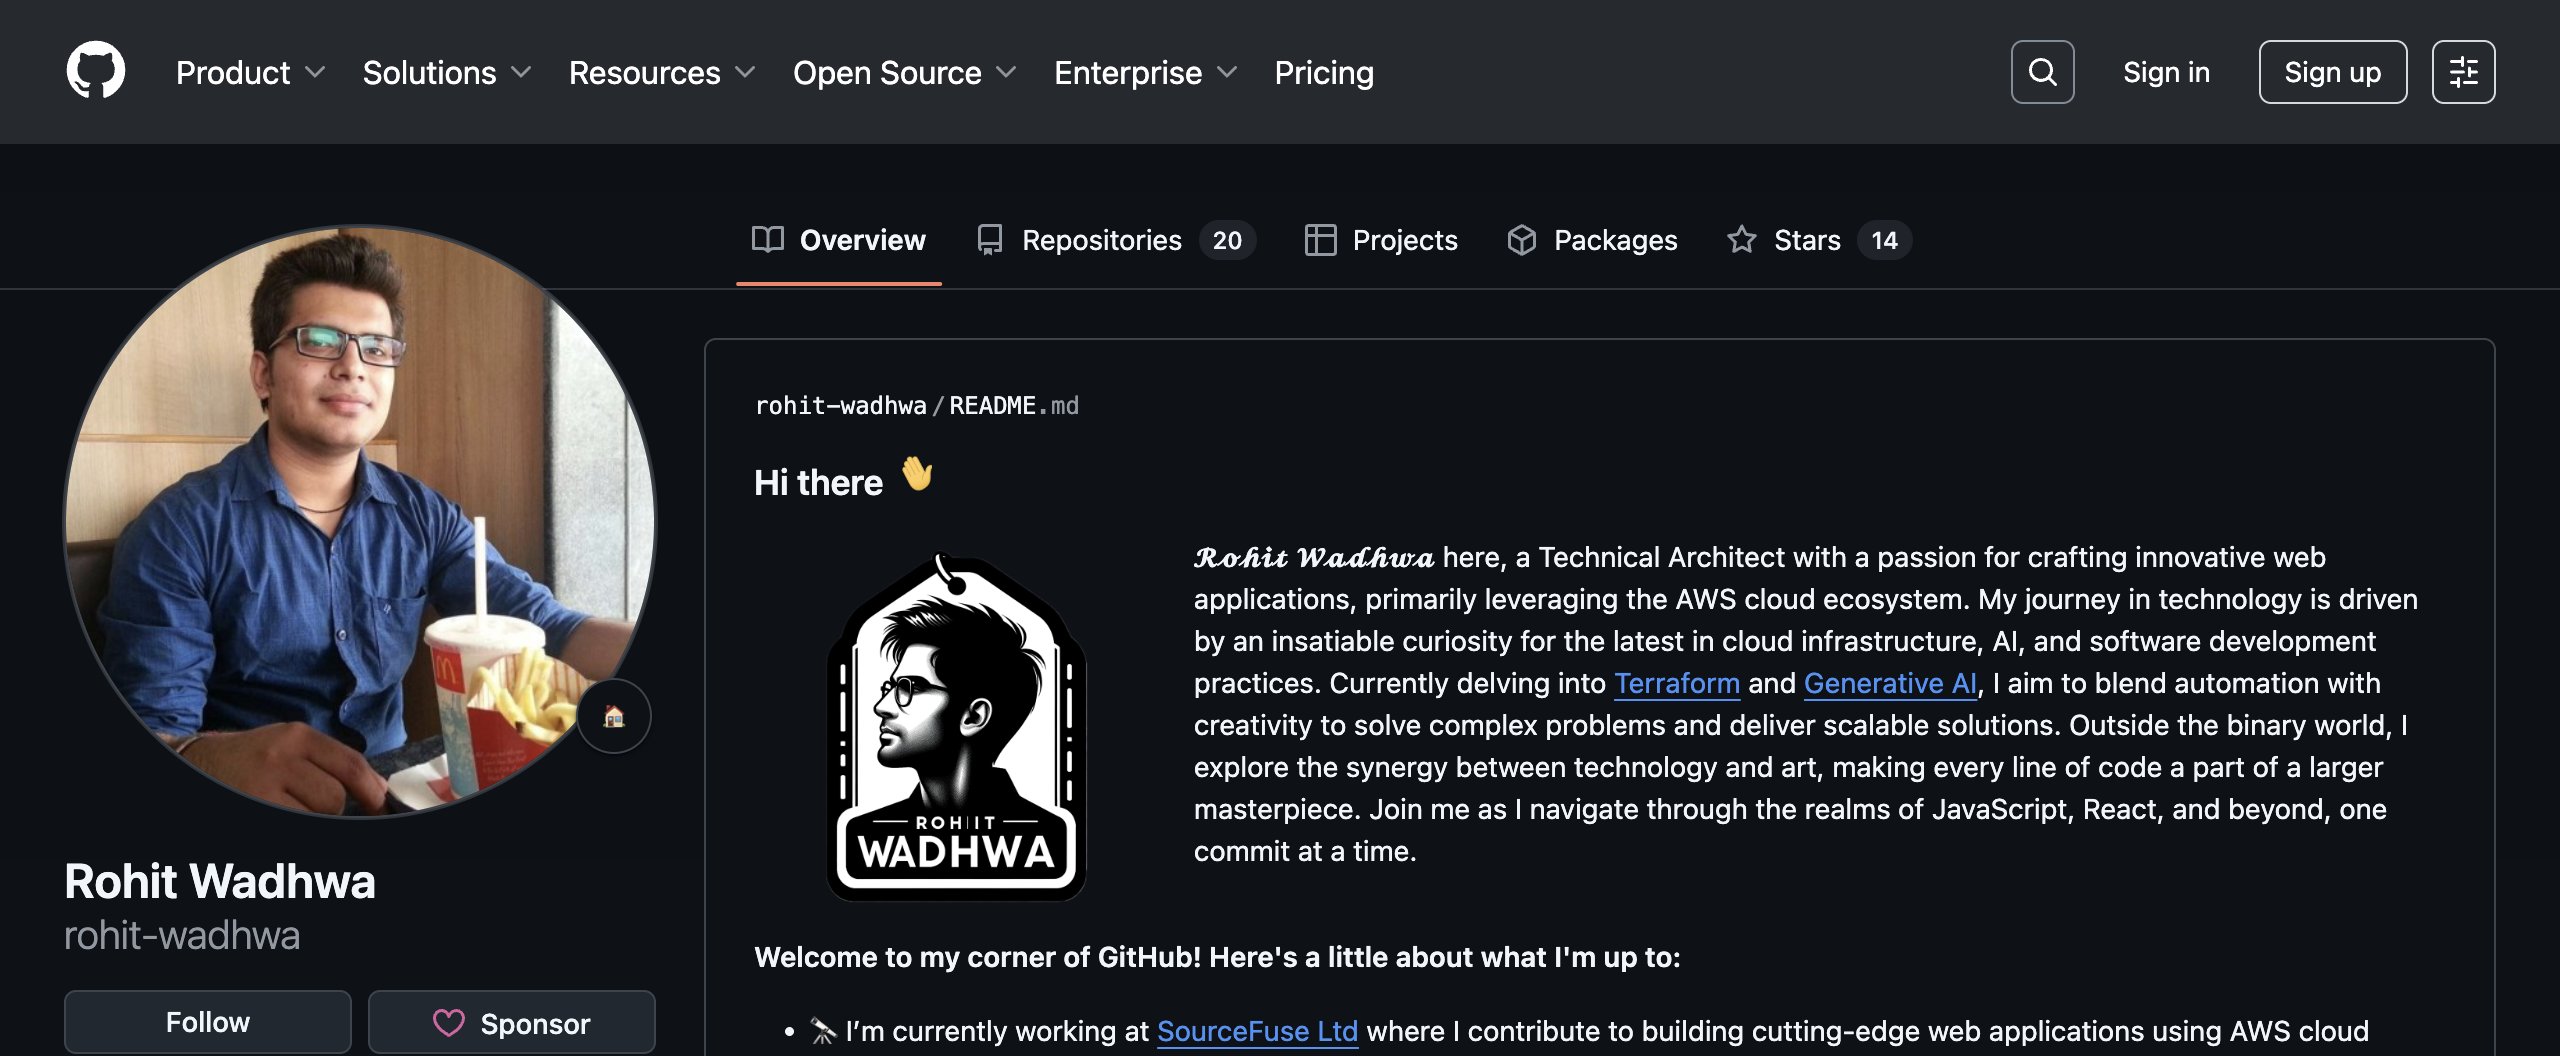 Product
Solutions
Resources
Open Source
Enterprise
Pricing
Sign in
Sign up
Overview
Repositories 20
Projects
Packages
Stars 14
rohit-wadhwa/README.md
Hi there 👋
ROHIIT
WADHWA
𝓡𝓸𝓱𝓲𝓽 𝓦𝓪𝓭𝓱𝔀𝓪 here, a Technical Architect with a passion for crafting innovative web
applications, primarily leveraging the AWS cloud ecosystem. My journey in technology is driven
by an insatiable curiosity for the latest in cloud infrastructure, AI, and software development
practices. Currently delving into Terraform and Generative AI, I aim to blend automation with
creativity to solve complex problems and deliver scalable solutions. Outside the binary world, I
explore the synergy between technology and art, making every line of code a part of a larger
masterpiece. Join me as I navigate through the realms of JavaScript, React, and beyond, one
commit at a time.
Rohit Wadhwa
rohit-wadhwa
Follow
Sponsor
Welcome to my corner of GitHub! Here's a little about what I'm up to:
• 🔭 I’m currently working at SourceFuse Ltd where I contribute to building cutting-edge web applications using AWS cloud